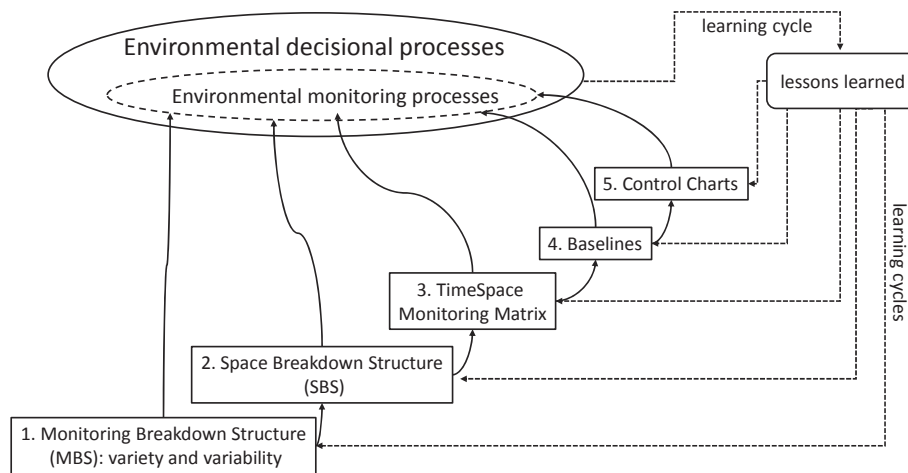 Environmental decisional processes
Environmental monitoring processes
learning cycle
lessons learned
5. Control Charts
4. Baselines
3. TimeSpace
Monitoring Matrix
2. Space Breakdown Structure
(SBS)
1. Monitoring Breakdown Structure
(MBS): variety and variability
learning cycles